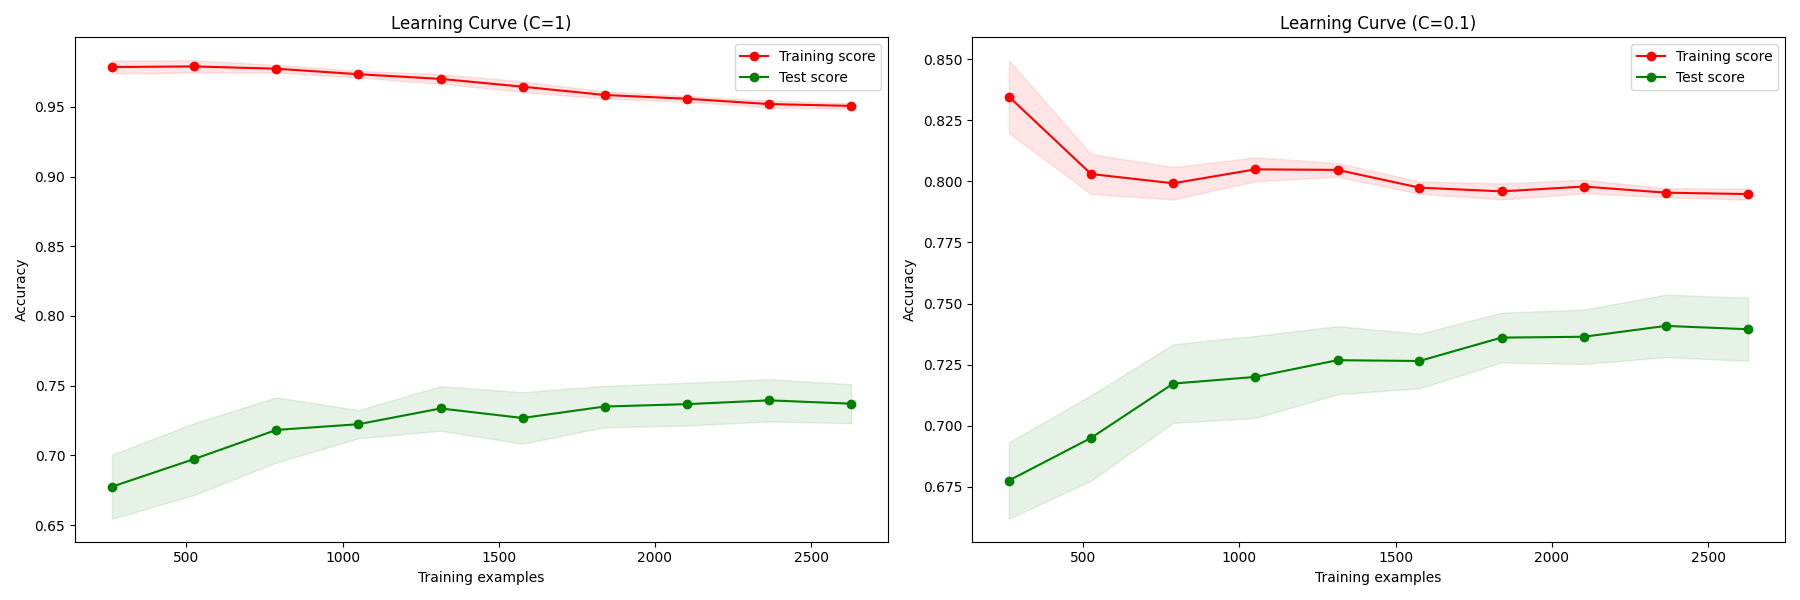 Learning Curve (C=1)
Training score
Test score
0.95
0.90
0.85
0.80
0.75
0.70
0.65
Accuracy
500 1000 1500 2000 2500
Training examples
Learning Curve (C=0.1)
Training score
Test score
0.850
0.825
0.800
0.775
0.750
0.725
0.700
0.675
Accuracy
500 1000 1500 2000 2500
Training examples